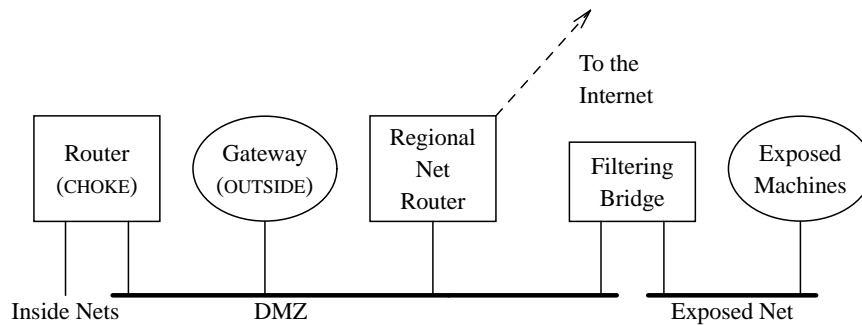 To the
Internet
Router
(CHOKE)
Gateway
(OUTSIDE)
Regional
Net
Router
Filtering
Bridge
Exposed
Machines
Inside Nets
DMZ
Exposed Net